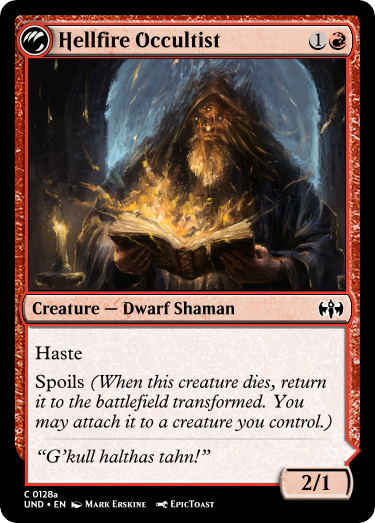 Hellfire Occultist 1
Creature — Dwarf Shaman
Haste
Spoils (When this creature dies, return
it to the battlefield transformed. You
may attach it to a creature you control.)
“G’kull halthas tahn!”
2/1
C 0128a
UND • EN Mark Erskine EpicToast